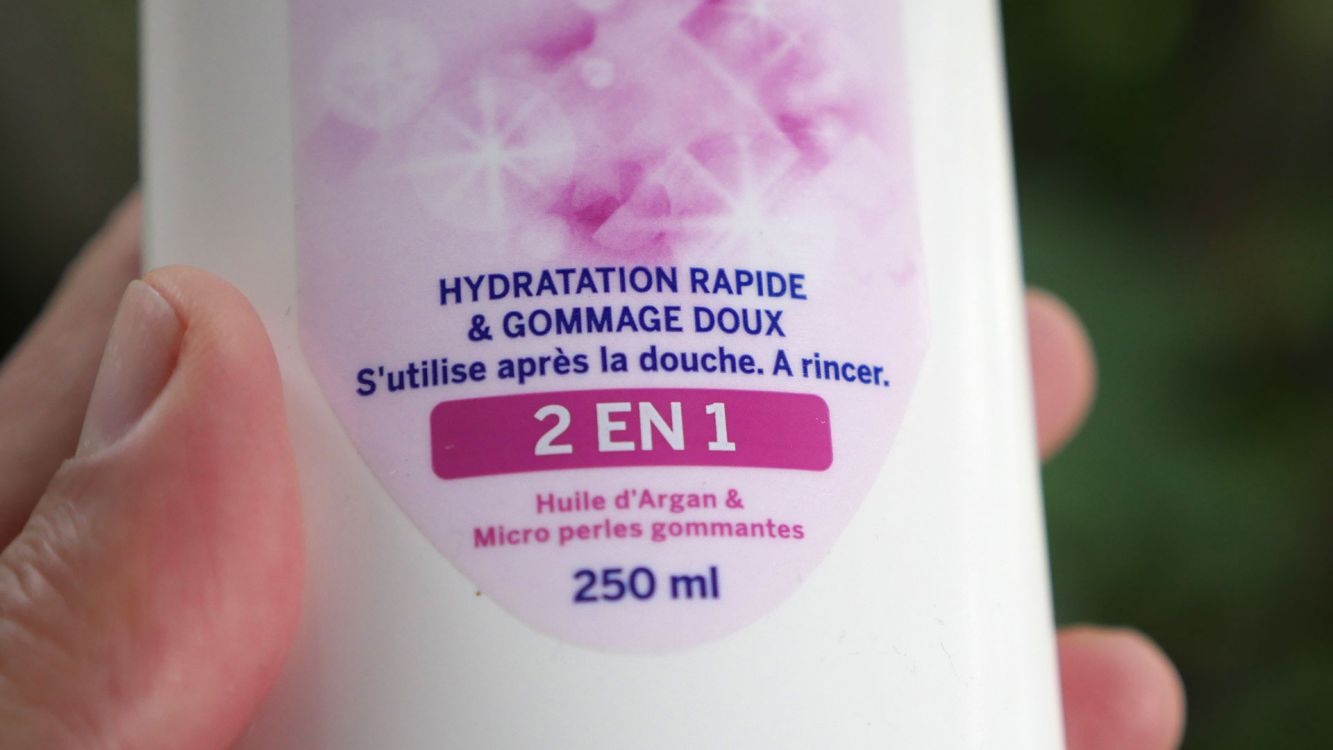 HYDRATATION RAPIDE
& GOMMAGE DOUX
S'utilise après la douche. A rincer.
2 EN 1
Huile d'Argan &
Micro perles gommantes
250 ml